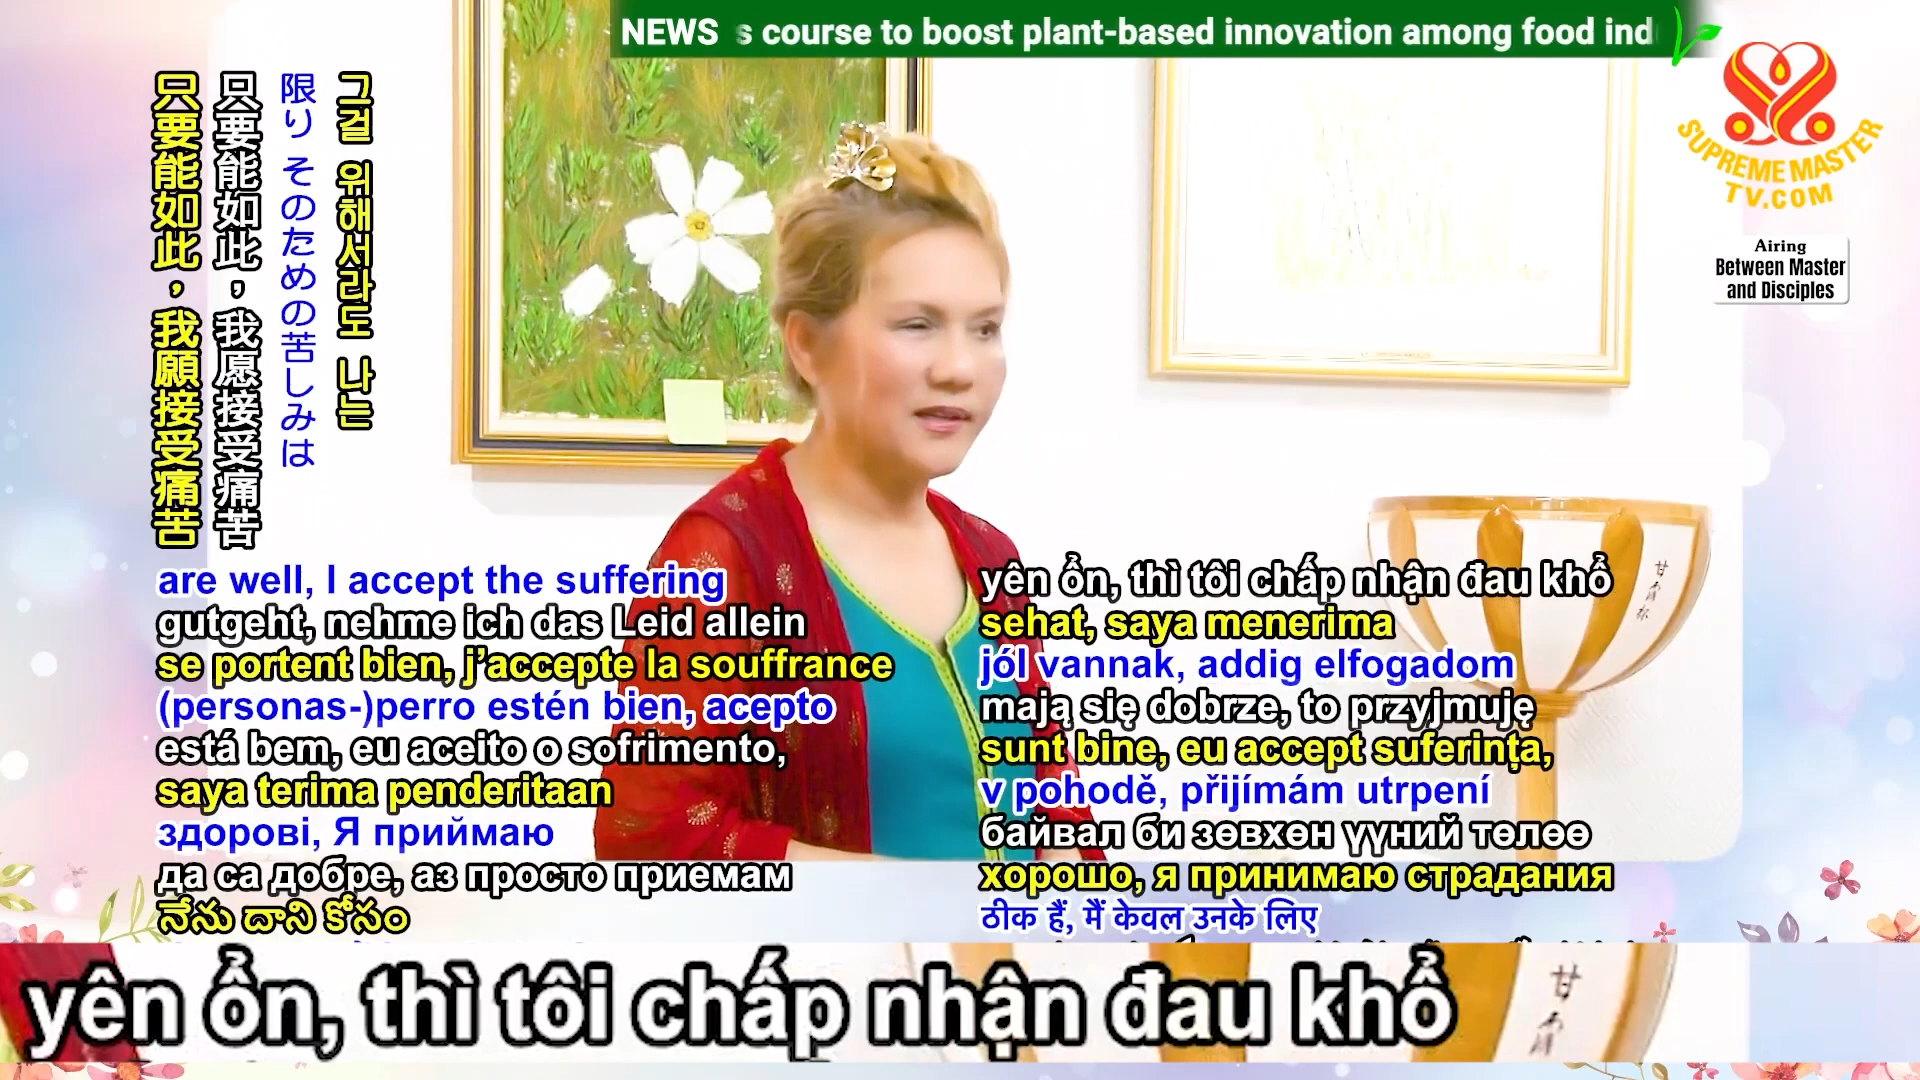 NEWS s course to boost plant-based innovation among food ind
SUPREME MASTER
TV.COM
Airing
Between Master
and Disciples
그걸 위해서라도 나는
限り そのための苦しみは
只要能如此，我愿接受痛苦
只要能如此，我願接受痛苦
are well, I accept the suffering
gutgeht, nehme ich das Leid allein
se portent bien, j’accepte la souffrance
(personas-)perro estén bien, acepto
está bem, eu aceito o sofrimento,
saya terima penderitaan
здорові, Я приймаю
да са добре, аз просто приемам
నేను దాని కోసం
yên ổn, thì tôi chấp nhận đau khổ
sehat, saya menerima
jól vannak, addig elfogadom
mają się dobrze, to przyjmuję
sunt bine, eu accept suferința,
v pohodě, přijímám utrpení
байвал би зөвхөн үүний төлөө
хорошо, я принимаю страдания
ठीक हैं, मैं केवल उनके लिए
yên ổn, thì tôi chấp nhận đau khổ